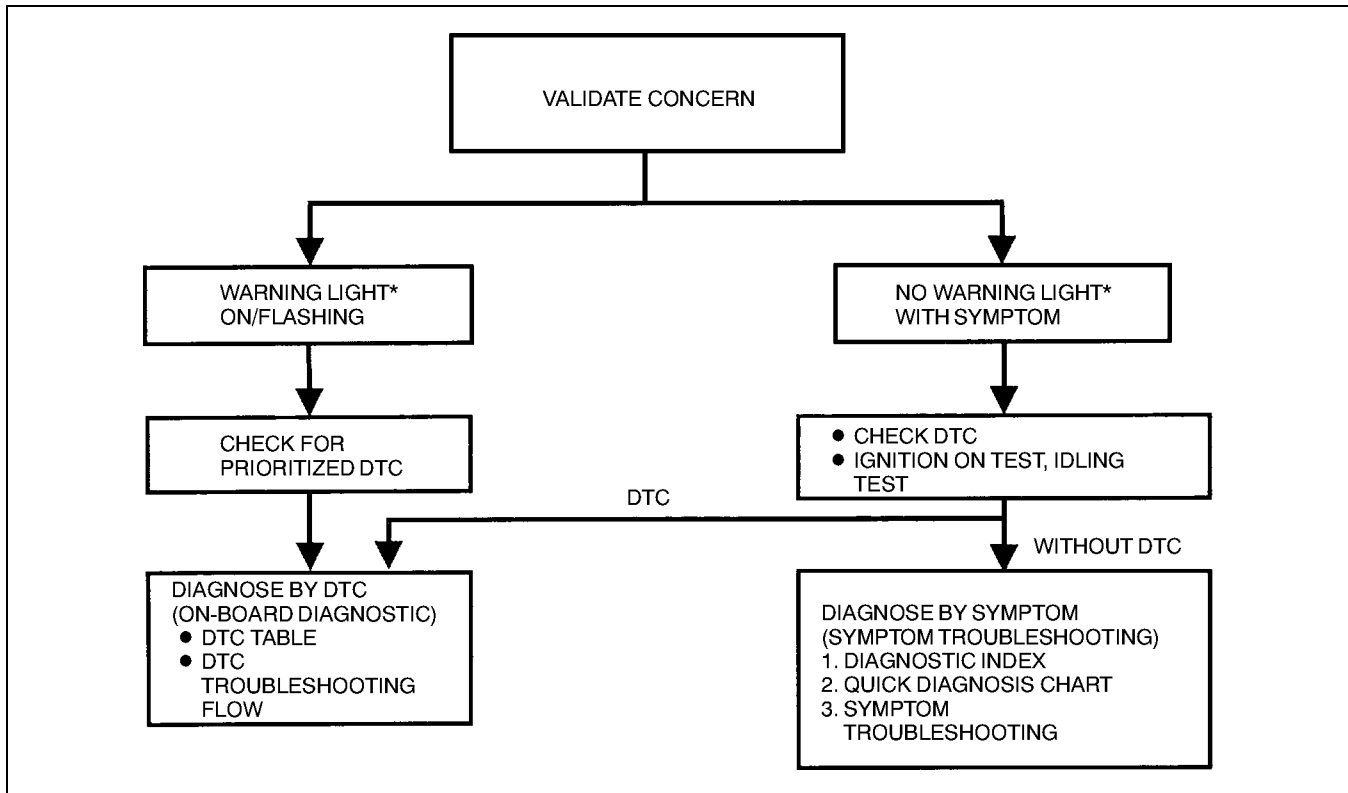 VALIDATE CONCERN
WARNING LIGHT*
ON/FLASHING
NO WARNING LIGHT*
WITH SYMPTOM
CHECK FOR
PRIORITIZED DTC
● CHECK DTC
● IGNITION ON TEST, IDLING
TEST
DTC
WITHOUT DTC
DIAGNOSE BY DTC
(ON-BOARD DIAGNOSTIC)
● DTC TABLE
● DTC
TROUBLESHOOTING
FLOW
DIAGNOSE BY SYMPTOM
(SYMPTOM TROUBLESHOOTING)
1. DIAGNOSTIC INDEX
2. QUICK DIAGNOSIS CHART
3. SYMPTOM
TROUBLESHOOTING